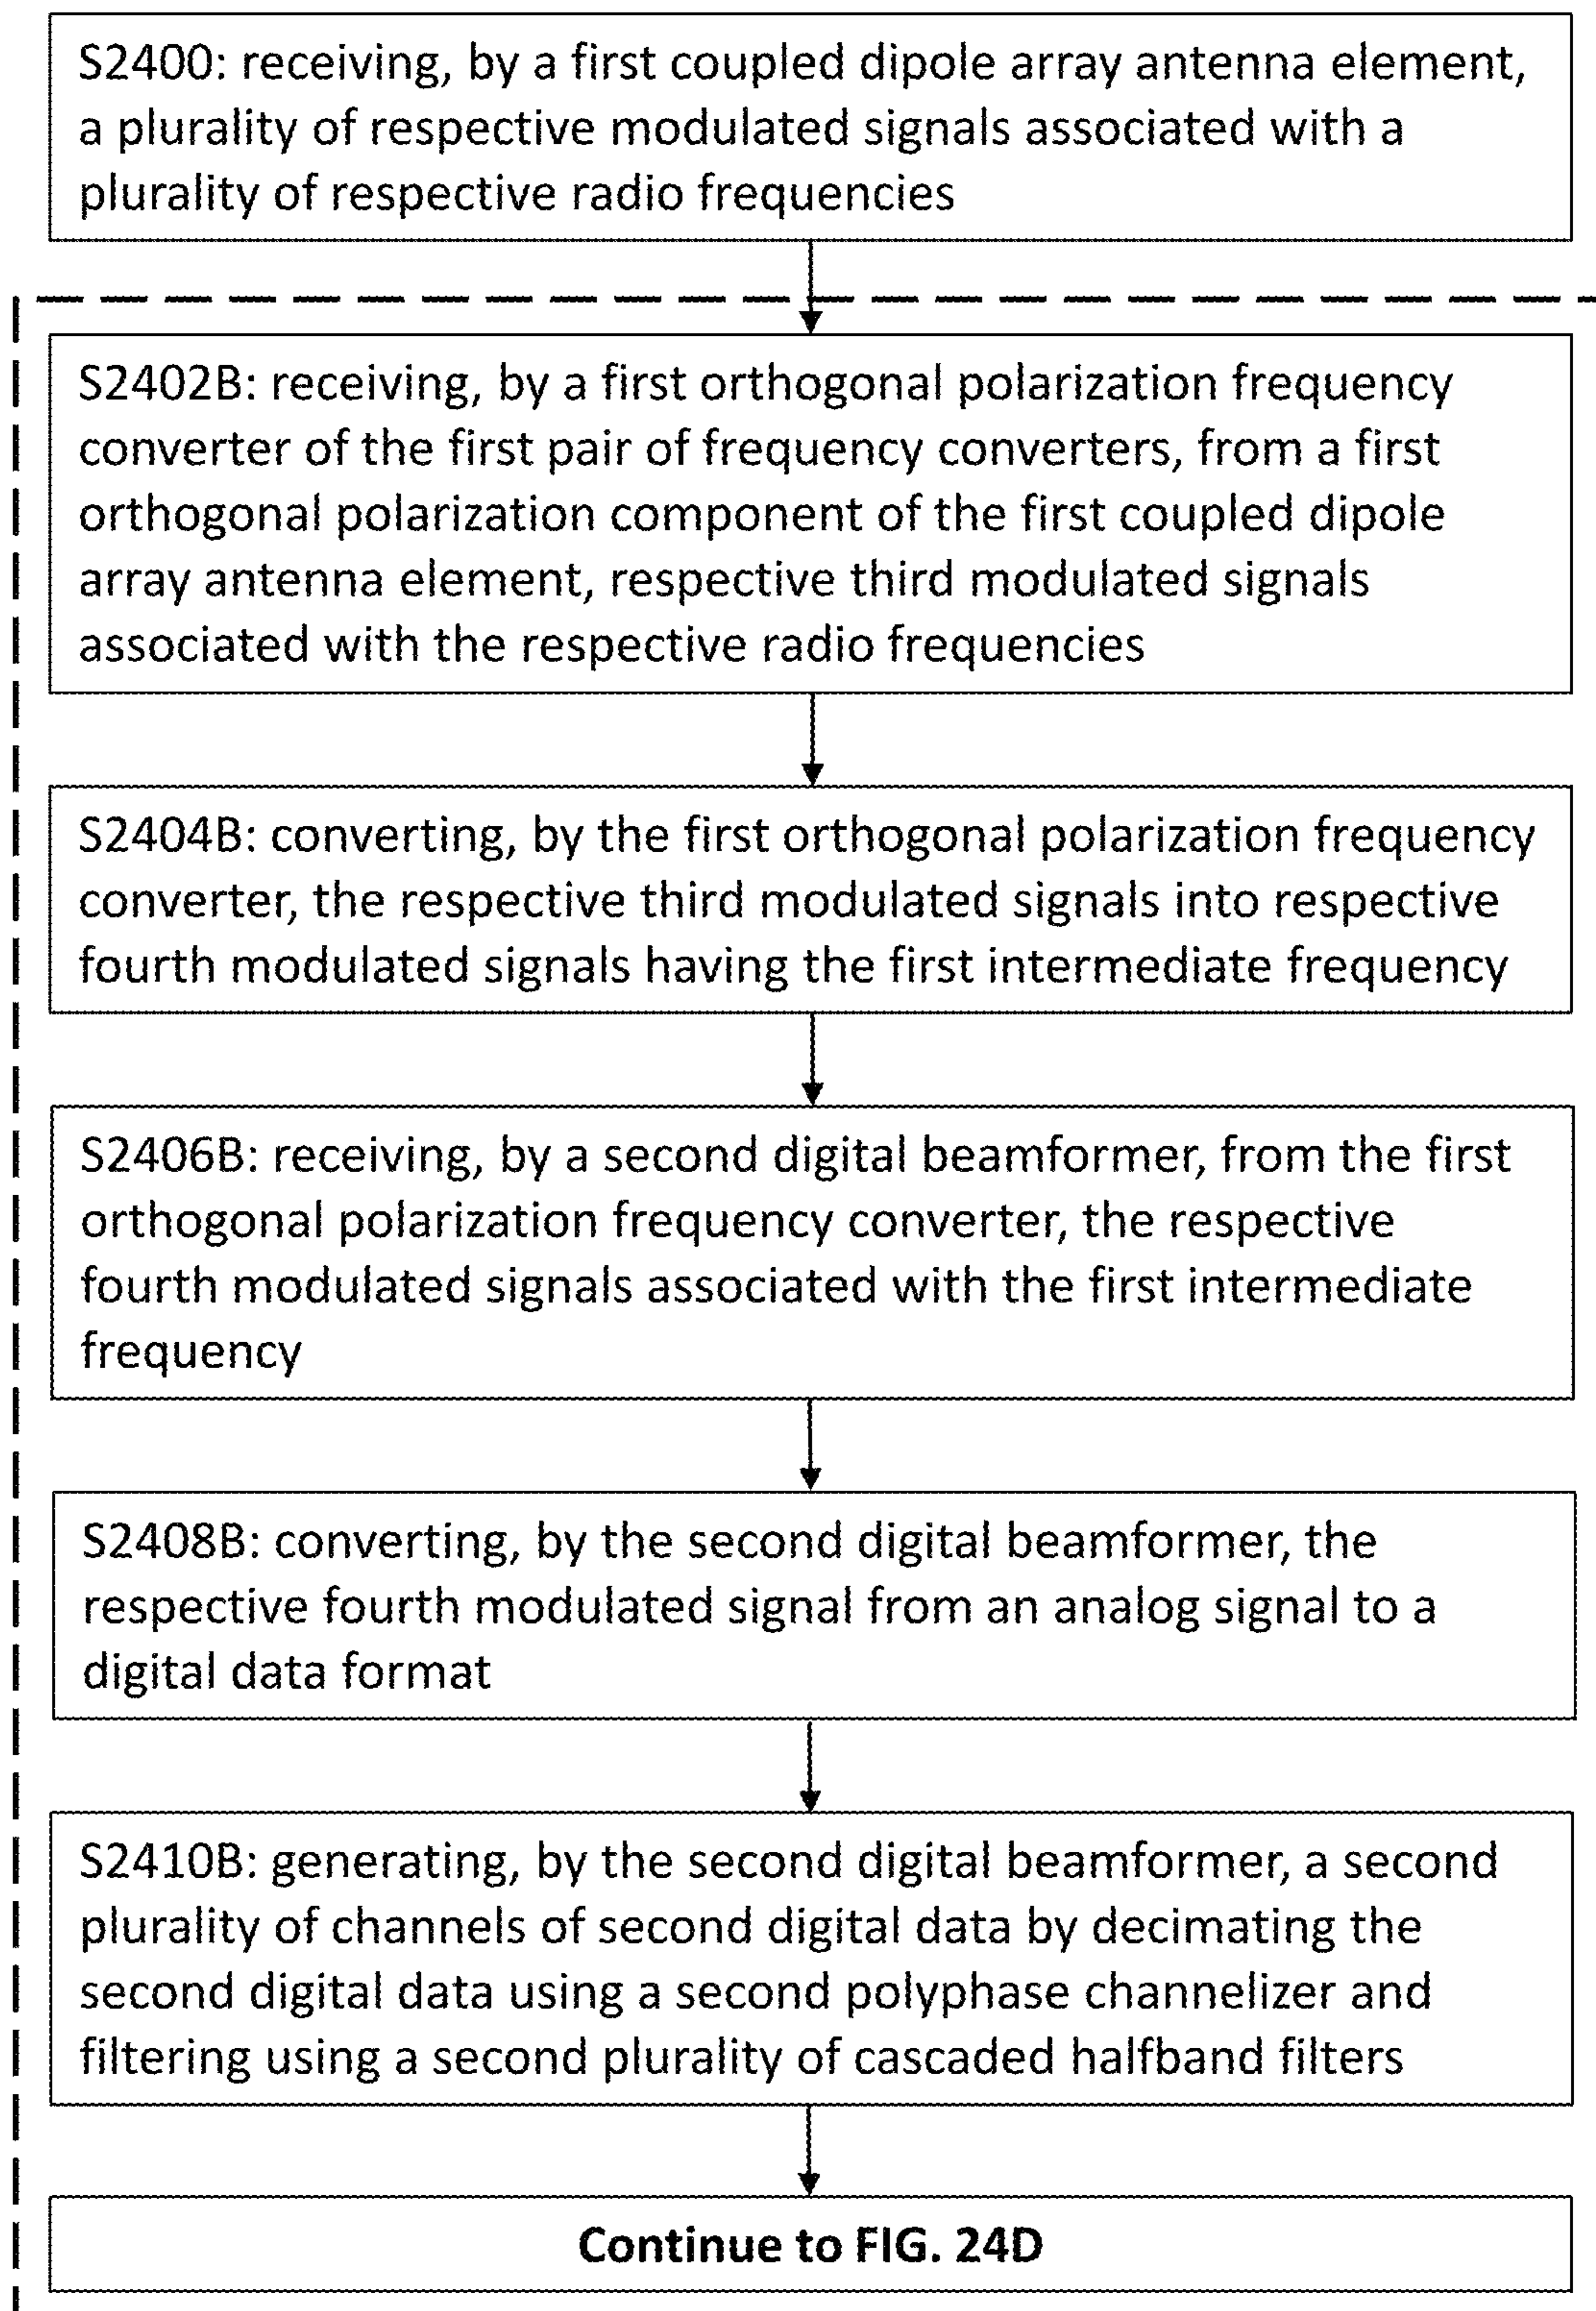 S2400: receiving, by a first coupled dipole array antenna element,
a plurality of respective modulated signals associated with a
plurality of respective radio frequencies
S2402B: receiving, by a first orthogonal polarization frequency
converter of the first pair of frequency converters, from a first
orthogonal polarization component of the first coupled dipole
array antenna element, respective third modulated signals
associated with the respective radio frequencies
S2404B: converting, by the first orthogonal polarization frequency
converter, the respective third modulated signals into respective
fourth modulated signals having the first intermediate frequency
S2406B: receiving, by a second digital beamformer, from the first
orthogonal polarization frequency converter, the respective
fourth modulated signals associated with the first intermediate
frequency
S2408B: converting, by the second digital beamformer, the
respective fourth modulated signal from an analog signal to a
digital data format
S2410B: generating, by the second digital beamformer, a second
plurality of channels of second digital data by decimating the
second digital data using a second polyphase channelizer and
filtering using a second plurality of cascaded halfband filters
Continue to FIG. 24D